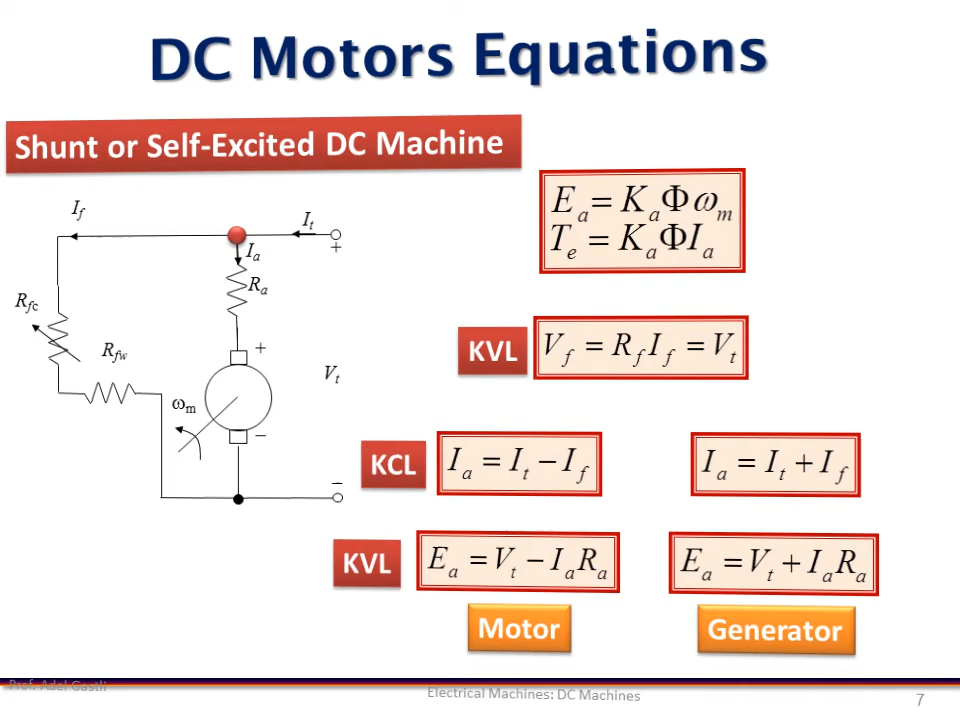 DC Motors Equations
Shunt or Self-Excited DC Machine
I_f
I_t
+
I_a
R_a
R_fc
R_fw
+
V_t
ω_m
–
–
E_a = K_a Φ ω_m
T_e = K_a Φ I_a
KVL V_f = R_f I_f = V_t
KCL I_a = I_t − I_f I_a = I_t + I_f
KVL E_a = V_t − I_a R_a E_a = V_t + I_a R_a
Motor Generator
Prof. Adel Gastli
Electrical Machines: DC Machines
7